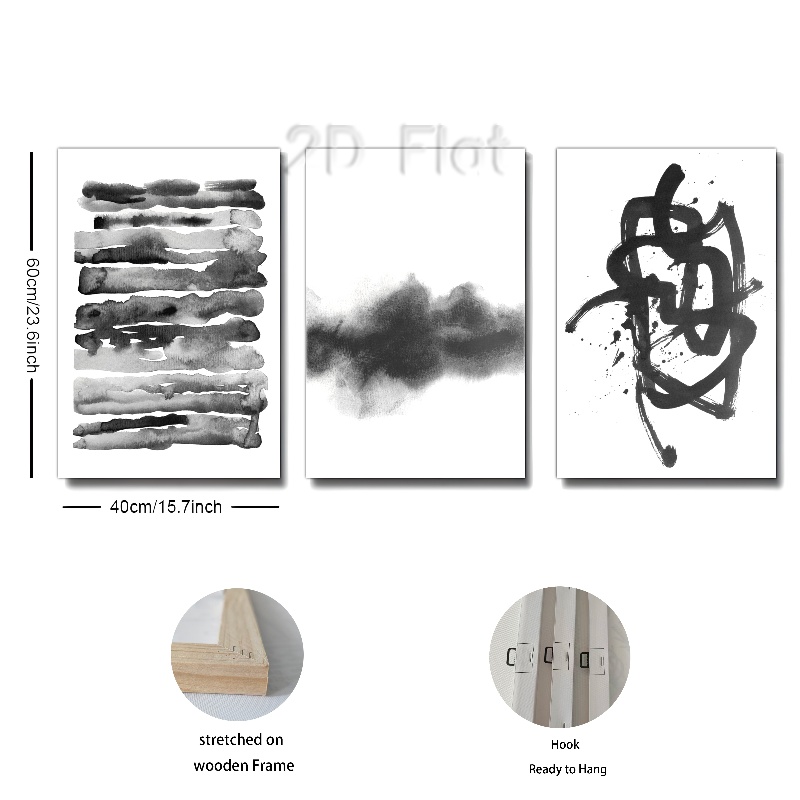 2D Flat
60cm/23.6inch
40cm/15.7inch
stretched on
wooden Frame
Hook
Ready to Hang